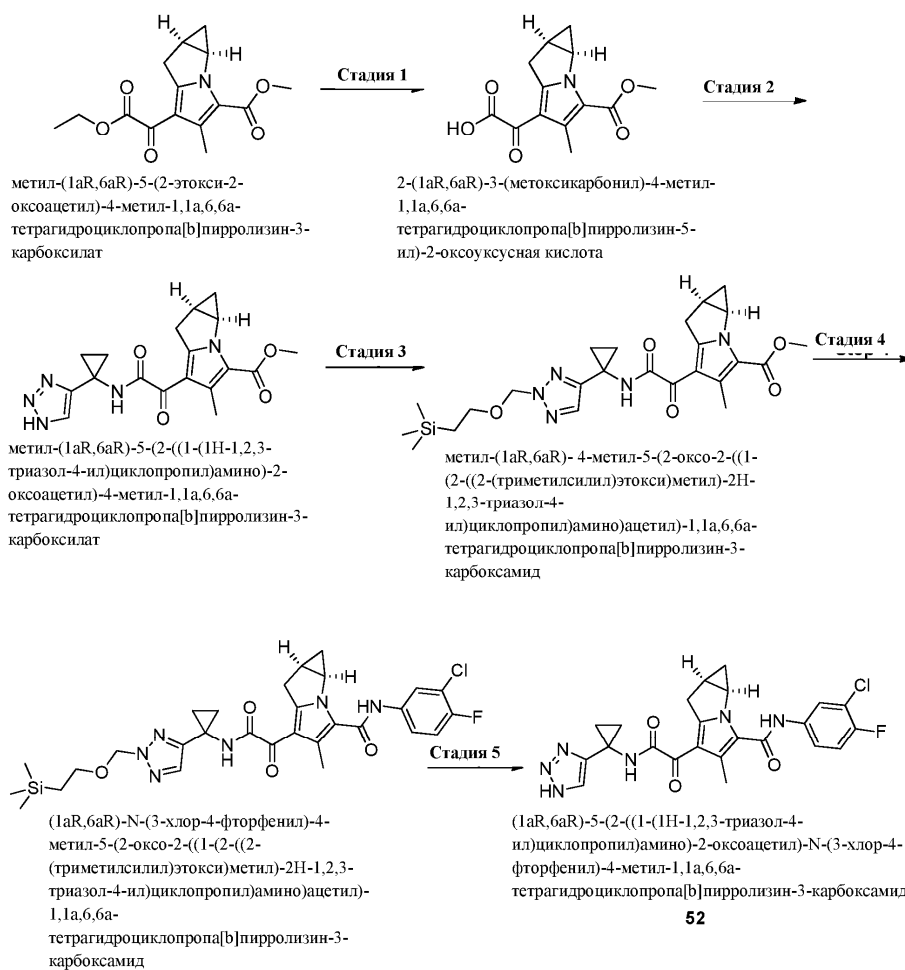 Стадия 1
Стадия 2
метил-(1aR,6aR)-5-(2-этокси-2-
оксоацетил)-4-метил-1,1a,6,6a-
тетрагидроциклопропа[b]пирролизин-3-
карбоксилат
2-(1aR,6aR)-3-(метоксикарбонил)-4-метил-
1,1a,6,6a-
тетрагидроциклопропа[b]пирролизин-5-
ил)-2-оксоуксусная кислота
Стадия 3
Стадия 4
метил-(1aR,6aR)-5-(2-((1-(1H-1,2,3-
триазол-4-ил)циклопропил)амино)-2-
оксоацетил)-4-метил-1,1a,6,6a-
тетрагидроциклопропа[b]пирролизин-3-
карбоксилат
метил-(1aR,6aR)- 4-метил-5-(2-оксо-2-((1-
(2-((2-(триметилсилил)этокси)метил)-2H-
1,2,3-триазол-4-
ил)циклопропил)амино)ацетил)-1,1a,6,6a-
тетрагидроциклопропа[b]пирролизин-3-
карбоксамид
Стадия 5
(1aR,6aR)-N-(3-хлор-4-фторфенил)-4-
метил-5-(2-оксо-2-((1-(2-((2-
(триметилсилил)этокси)метил)-2H-1,2,3-
триазол-4-ил)циклопропил)амино)ацетил)-
1,1a,6,6a-
тетрагидроциклопропа[b]пирролизин-3-
карбоксамид
(1aR,6aR)-5-(2-((1-(1H-1,2,3-триазол-4-
ил)циклопропил)амино)-2-оксоацетил)-N-(3-хлор-4-
фторфенил)-4-метил-1,1a,6,6a-
тетрагидроциклопропа[b]пирролизин-3-карбоксамид
52